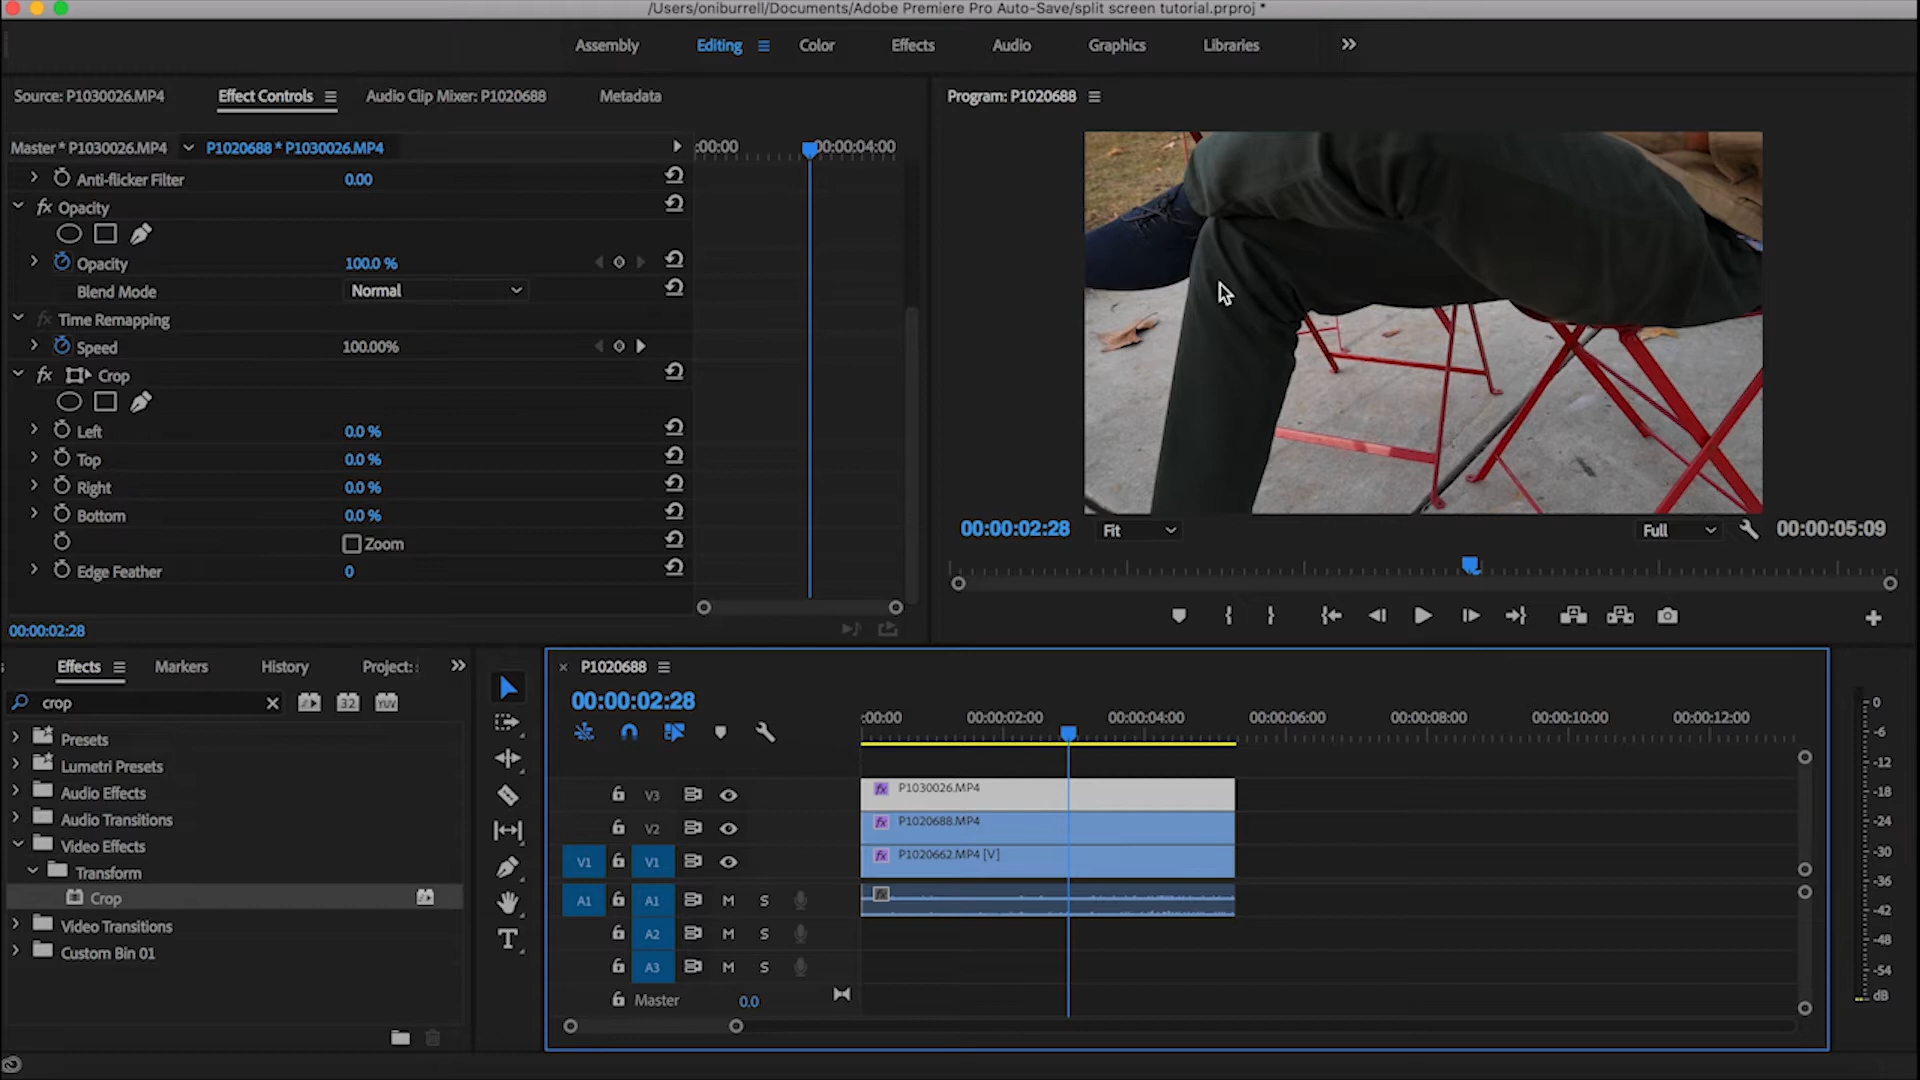 /Users/oniburrell/Documents/Adobe Premiere Pro Auto-Save/split screen tutorial.prproj *
Assembly Editing Color Effects Audio Graphics Libraries
Source: P1030026.MP4 Effect Controls Audio Clip Mixer: P1020688 Metadata
Program: P1020688
Master * P1030026.MP4 P1020688 * P1030026.MP4 :00:00 00:00:04:00
Anti-flicker Filter 0.00
fx Opacity
Opacity 100.0 %
Blend Mode Normal
fx Time Remapping
Speed 100.00%
fx Crop
Left 0.0 %
Top 0.0 %
Right 0.0 %
Bottom 0.0 %
Zoom
Edge Feather 0
00:00:02:28
00:00:02:28 Fit Full 00:00:05:09
Effects Markers History Project:
crop 32 YUV
Presets
Lumetri Presets
Audio Effects
Audio Transitions
Video Effects
Transform
Crop
Video Transitions
Custom Bin 01
T
P1020688
00:00:02:28
:00:00 00:00:02:00 00:00:04:00 00:00:06:00 00:00:08:00 00:00:10:00 00:00:12:00
V3 fx P1030026.MP4
V2 fx P1020688.MP4
V1 V1 fx P1020662.MP4 [V]
A1 A1 M S fx
A2 M S
A3 M S
Master 0.0
0
-6
-12
-18
-24
-30
-36
-42
-48
-54
dB